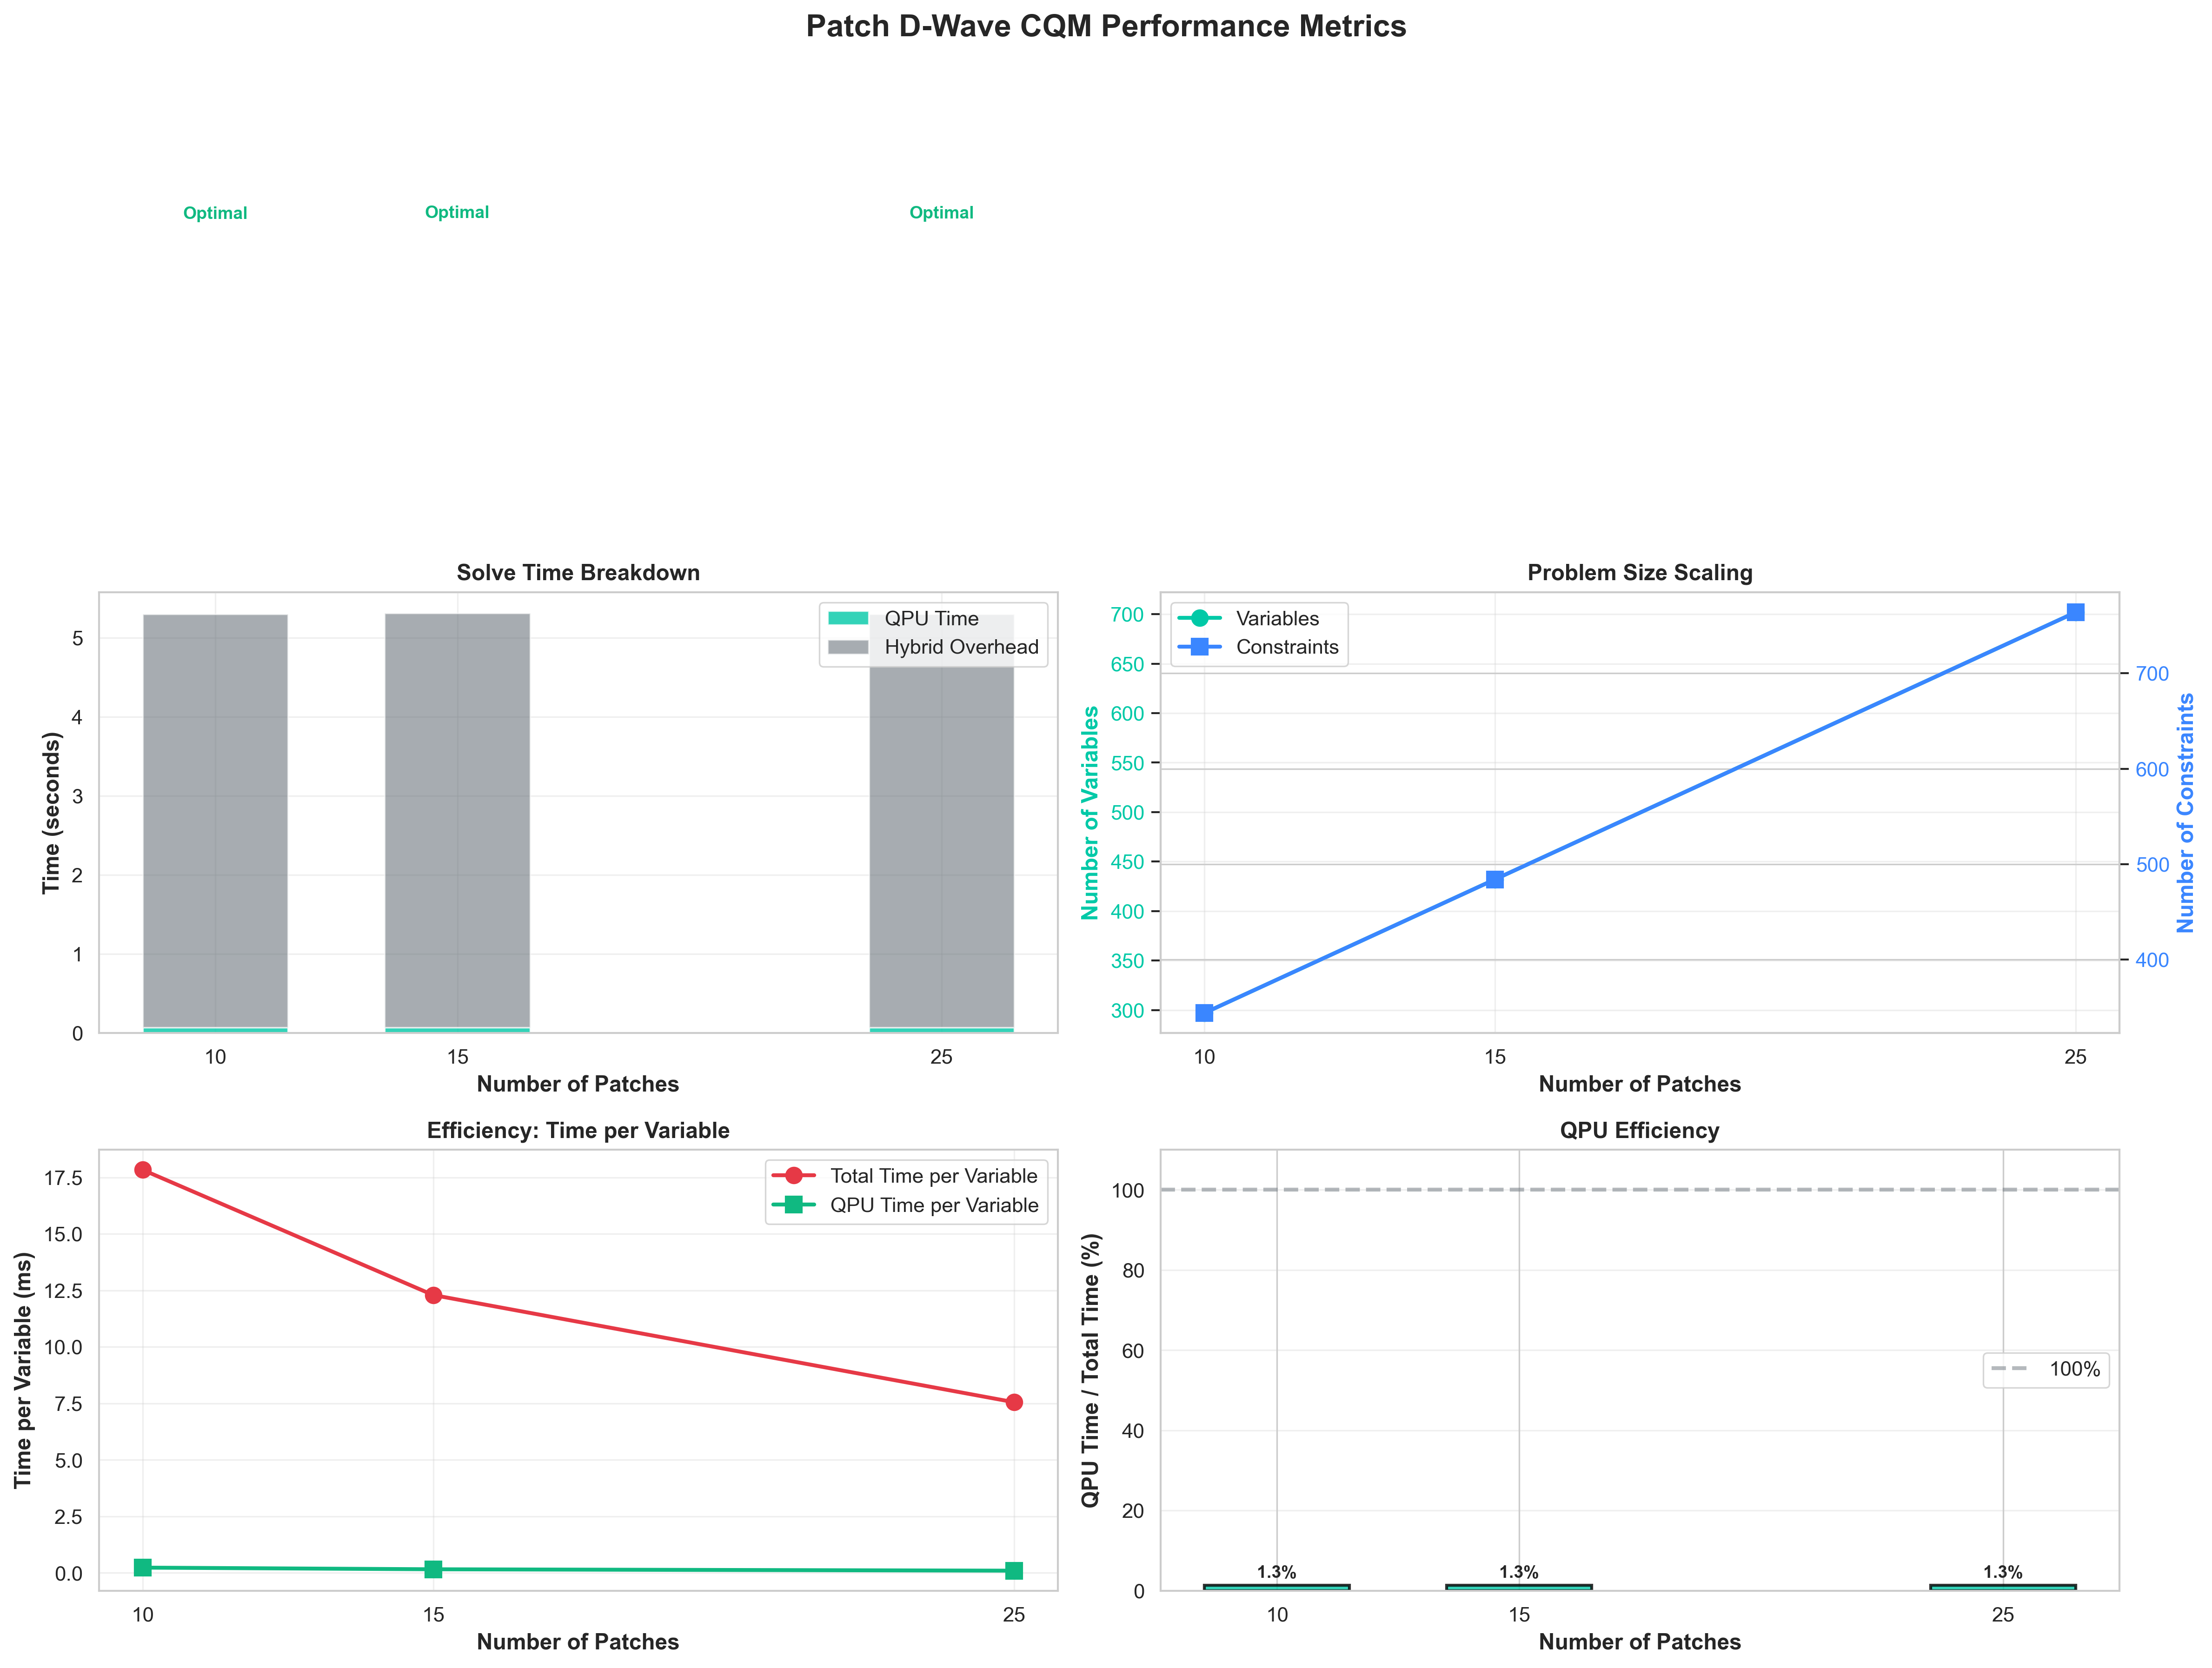 Patch D-Wave CQM Performance Metrics
Optimal
Optimal
Optimal
Solve Time Breakdown
QPU Time
Hybrid Overhead
Time (seconds)
5
4
3
2
1
0
10
15
25
Number of Patches
Problem Size Scaling
Variables
Constraints
Number of Variables
700
650
600
550
500
450
400
350
300
Number of Constraints
700
600
500
400
10
15
25
Number of Patches
Efficiency: Time per Variable
Total Time per Variable
QPU Time per Variable
Time per Variable (ms)
17.5
15.0
12.5
10.0
7.5
5.0
2.5
0.0
10
15
25
Number of Patches
QPU Efficiency
QPU Time / Total Time (%)
100
80
60
40
20
0
100%
1.3%
1.3%
1.3%
10
15
25
Number of Patches